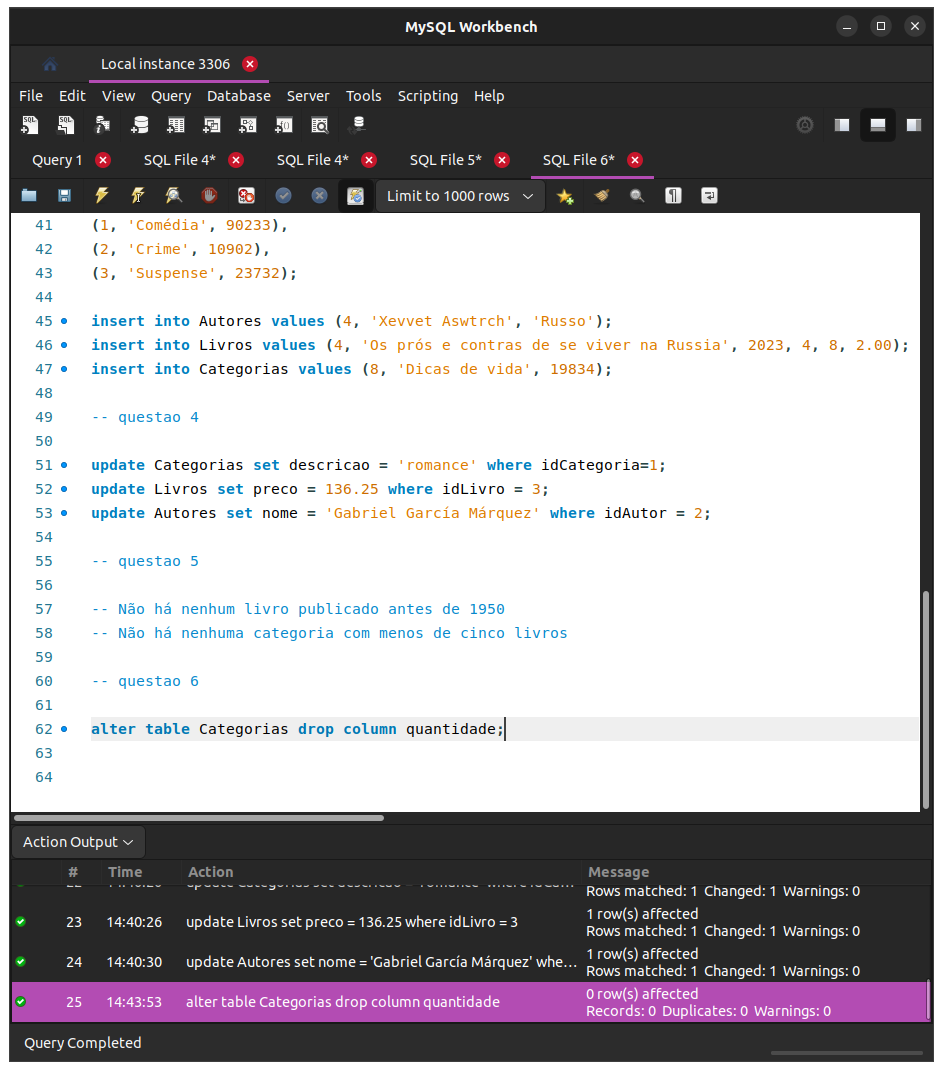 MySQL Workbench
Local instance 3306
File Edit View Query Database Server Tools Scripting Help
Query 1 SQL File 4* SQL File 4* SQL File 5* SQL File 6*
Limit to 1000 rows
41 (1, 'Comédia', 90233),
42 (2, 'Crime', 10902),
43 (3, 'Suspense', 23732);
44
45 insert into Autores values (4, 'Xevvet Aswtrch', 'Russo');
46 insert into Livros values (4, 'Os prós e contras de se viver na Russia', 2023, 4, 8, 2.00);
47 insert into Categorias values (8, 'Dicas de vida', 19834);
48
49 -- questao 4
50
51 update Categorias set descricao = 'romance' where idCategoria=1;
52 update Livros set preco = 136.25 where idLivro = 3;
53 update Autores set nome = 'Gabriel García Márquez' where idAutor = 2;
54
55 -- questao 5
56
57 -- Não há nenhum livro publicado antes de 1950
58 -- Não há nenhuma categoria com menos de cinco livros
59
60 -- questao 6
61
62 alter table Categorias drop column quantidade;
63
64
Action Output
# Time Action Message
Rows matched: 1 Changed: 1 Warnings: 0
23 14:40:26 update Livros set preco = 136.25 where idLivro = 3 1 row(s) affected
Rows matched: 1 Changed: 1 Warnings: 0
24 14:40:30 update Autores set nome = 'Gabriel García Márquez' whe... 1 row(s) affected
Rows matched: 1 Changed: 1 Warnings: 0
25 14:43:53 alter table Categorias drop column quantidade 0 row(s) affected
Records: 0 Duplicates: 0 Warnings: 0
Query Completed